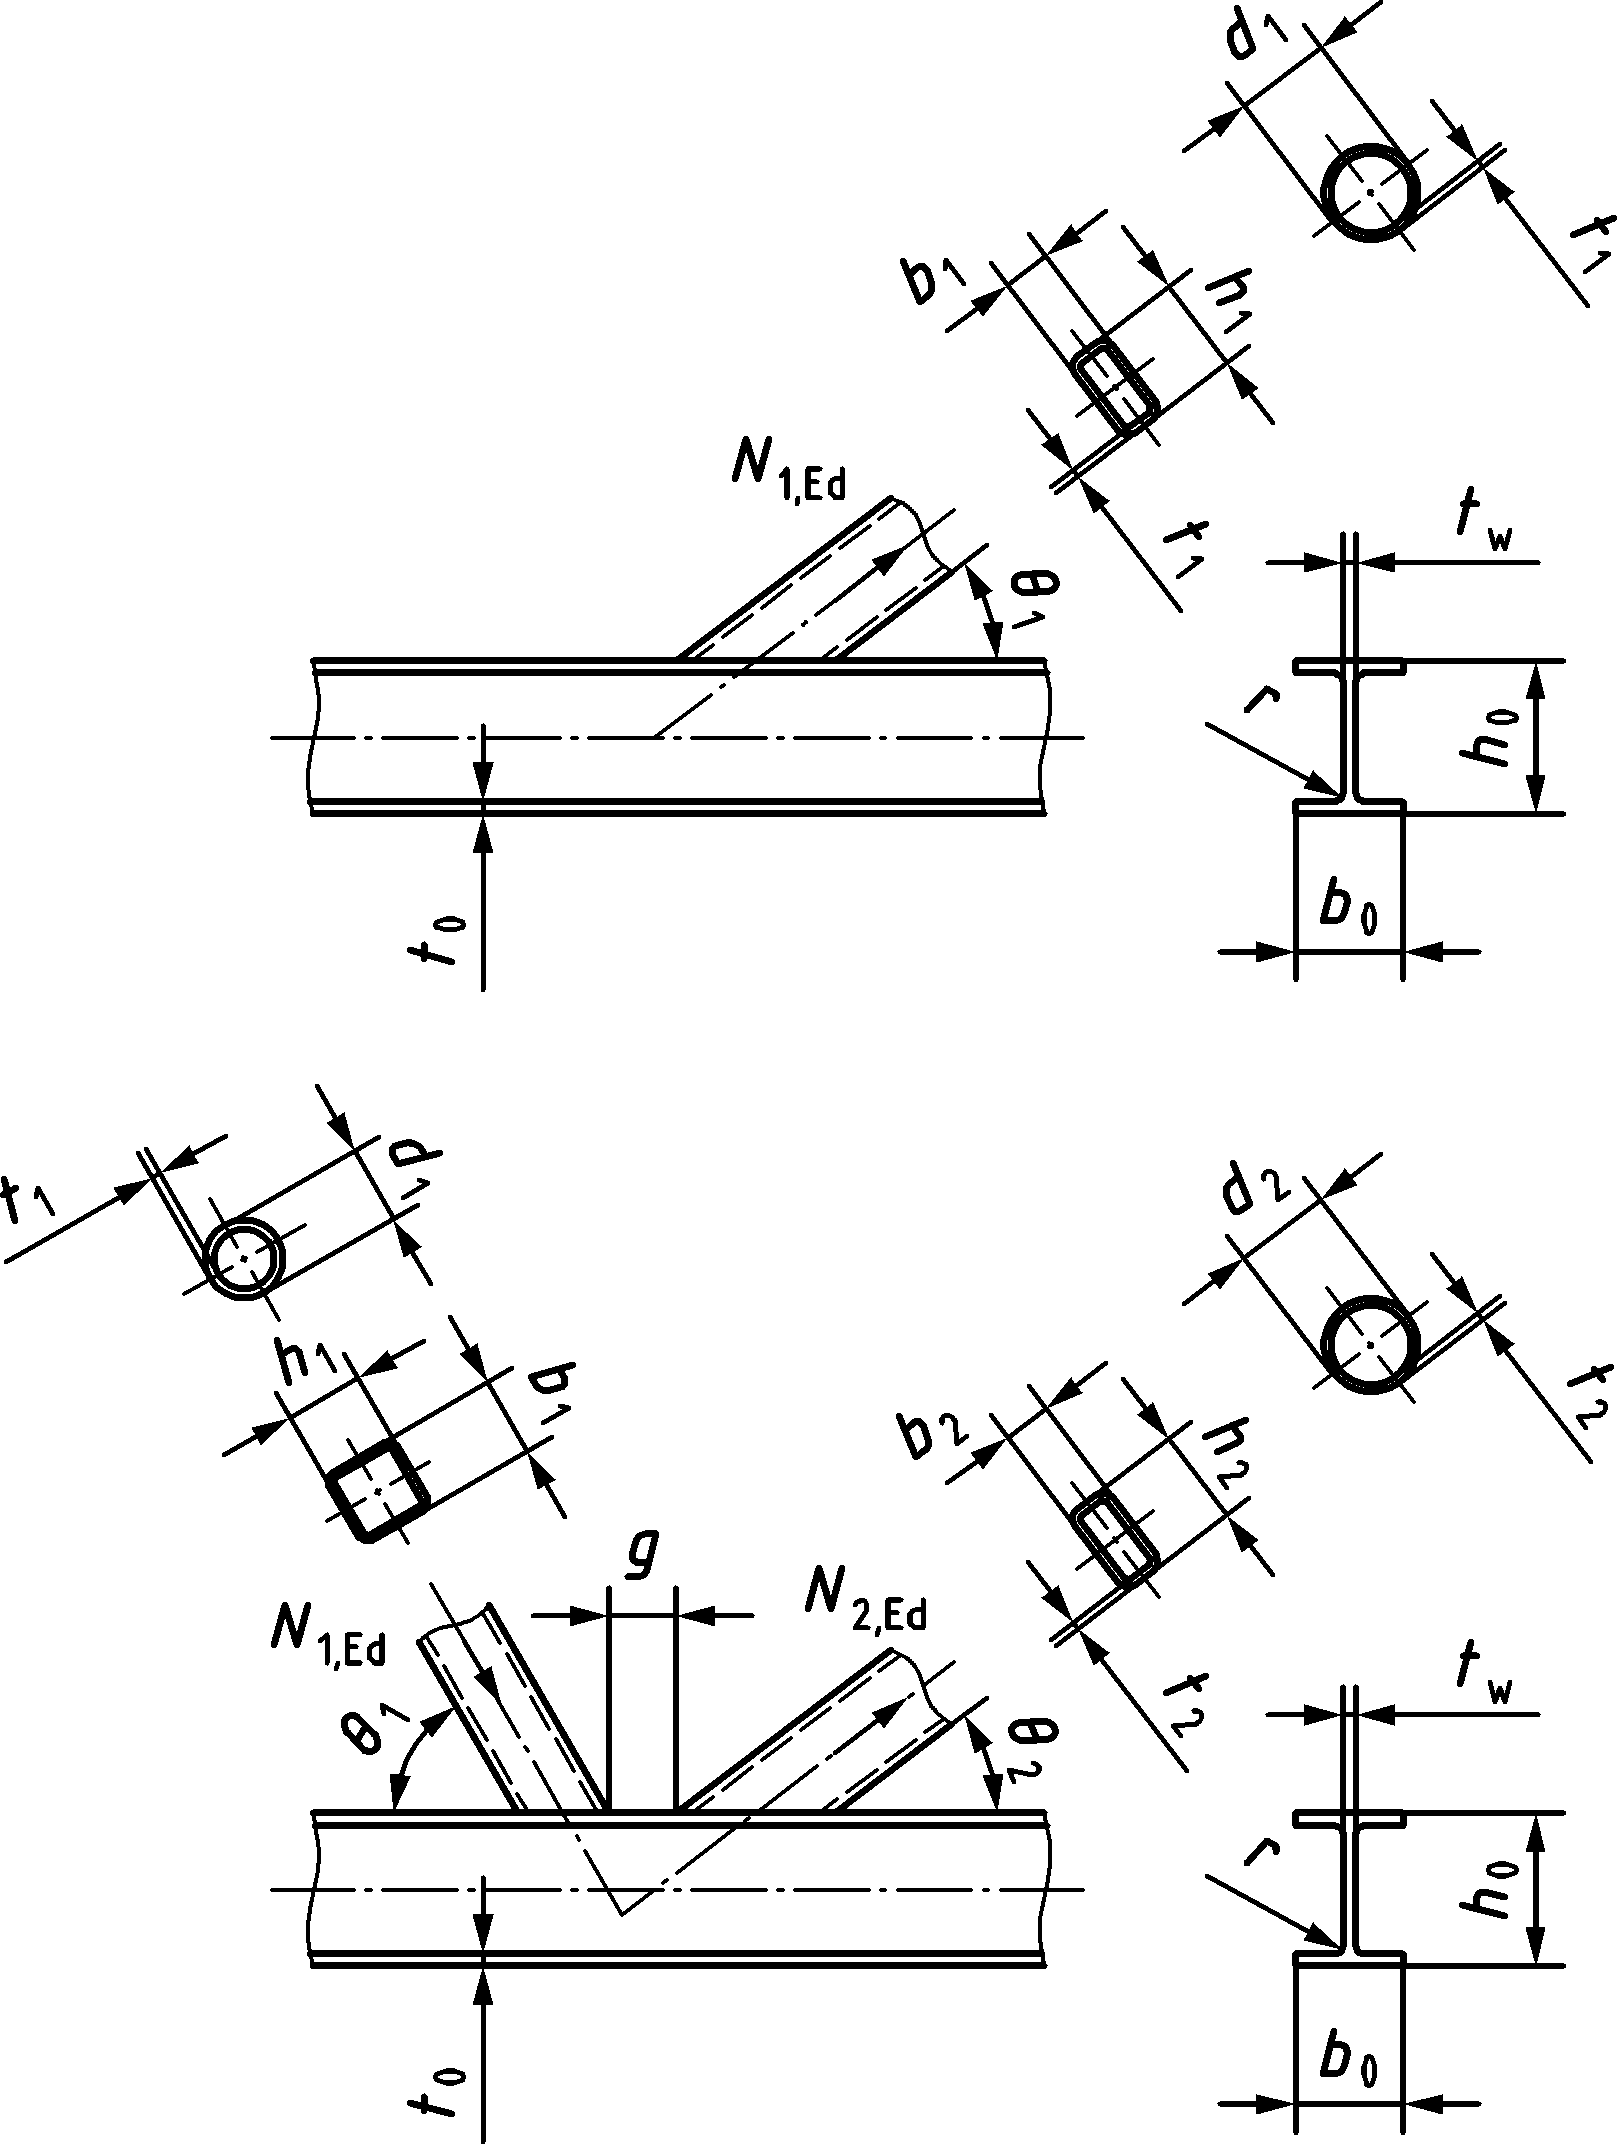 d1
t1
b1
h1
t1
N1,Ed
θ1
tw
r
h0
b0
t0
t1
d1
h1
b1
d2
t2
b2
h2
t2
g
N1,Ed
N2,Ed
θ1
θ2
tw
r
h0
b0
t0